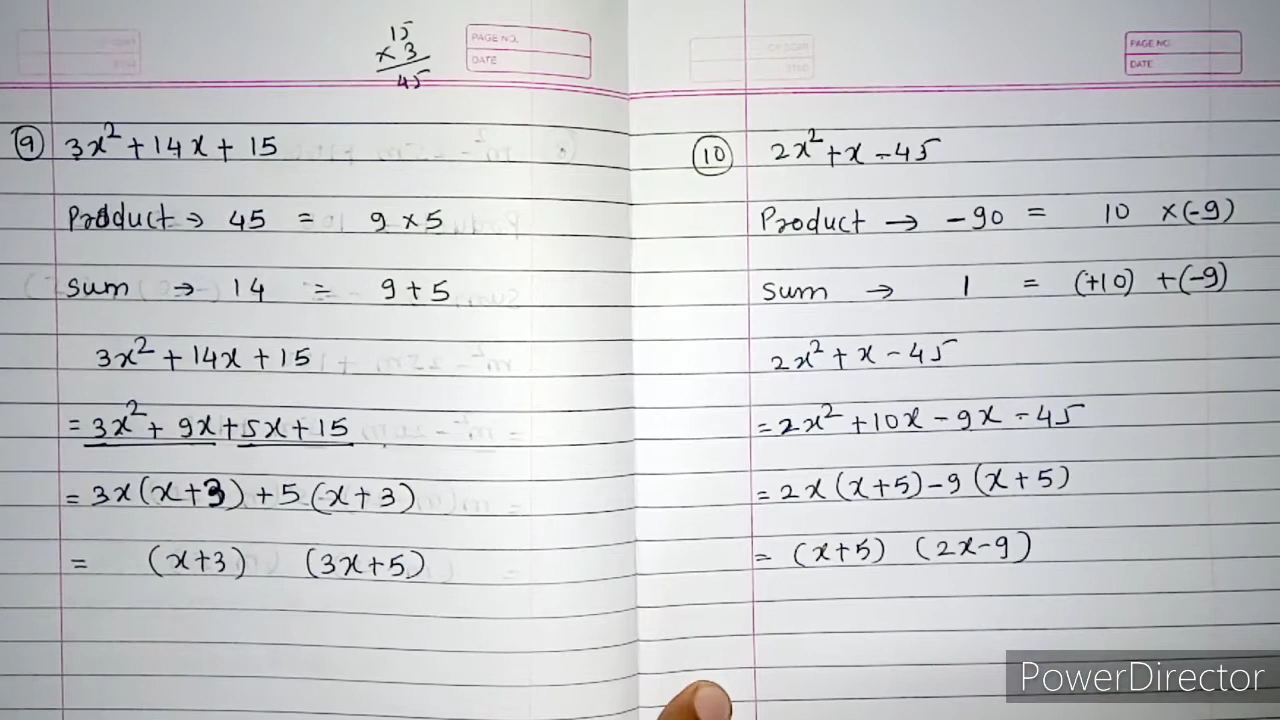 15
× 3
45
PAGE NO.
DATE
9 3x² + 14x + 15
Product → 45 = 9 × 5
Sum → 14 = 9 + 5
3x² + 14x + 15
= 3x² + 9x + 5x + 15
= 3x (x + 3) + 5 (x + 3)
= (x + 3) (3x + 5)
PAGE NO.
DATE
10 2x² + x - 45
Product → - 90 = 10 × (-9)
Sum → 1 = (+10) + (-9)
2x² + x - 45
= 2x² + 10x - 9x - 45
= 2x (x + 5) - 9 (x + 5)
= (x + 5) (2x - 9)
PowerDirector